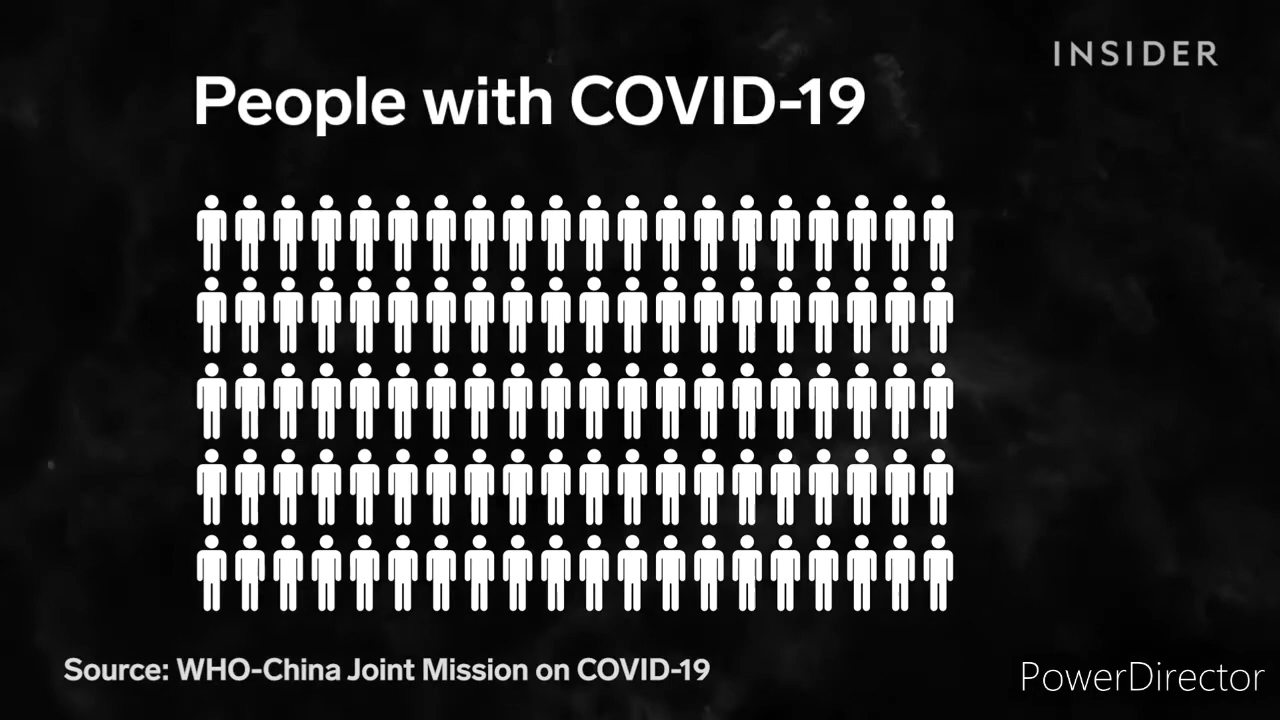 INSIDER
People with COVID-19
Source: WHO-China Joint Mission on COVID-19
PowerDirector